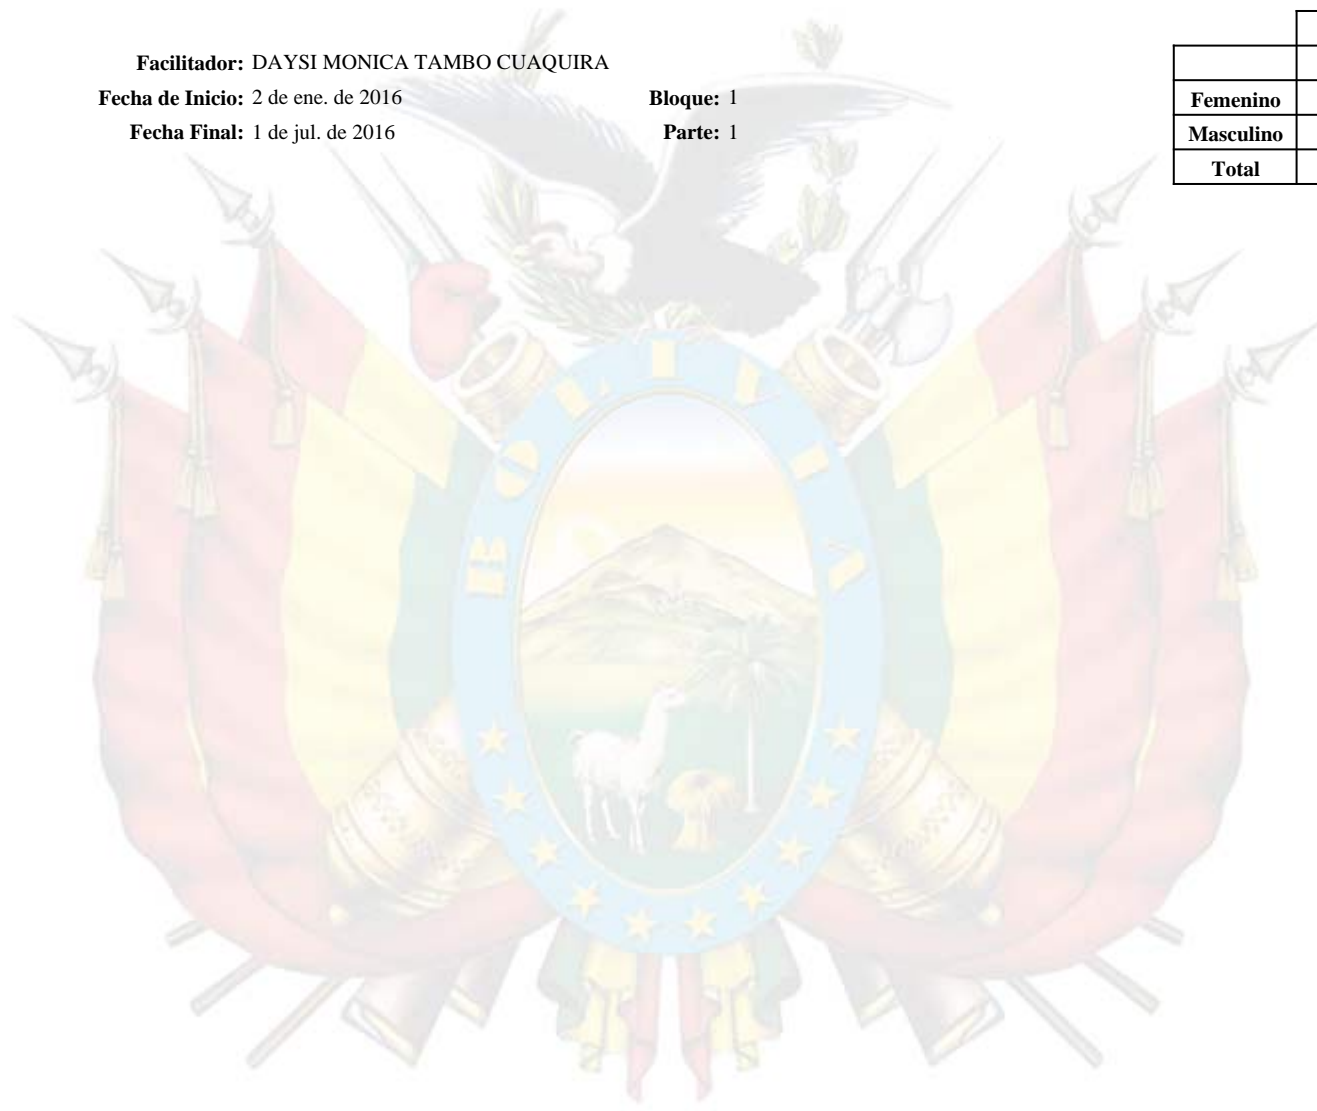 Facilitador: DAYSI MONICA TAMBO CUAQUIRA
Fecha de Inicio: 2 de ene. de 2016 Bloque: 1
Fecha Final: 1 de jul. de 2016 Parte: 1
Femenino
Masculino
Total
BOLIVIA